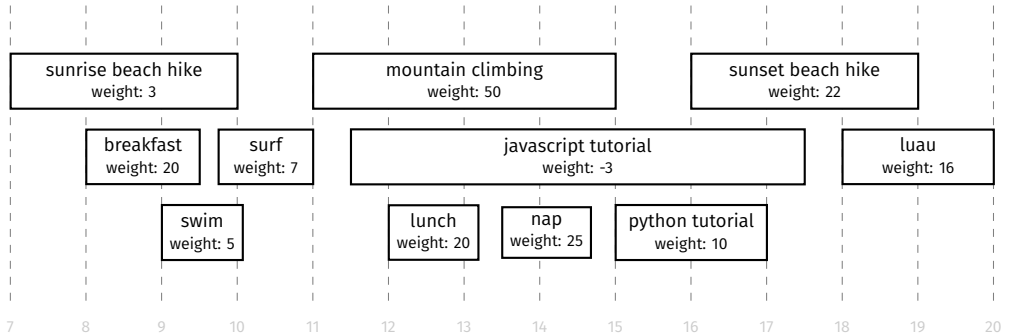 sunrise beach hike
weight: 3
mountain climbing
weight: 50
sunset beach hike
weight: 22
breakfast
weight: 20
surf
weight: 7
javascript tutorial
weight: -3
luau
weight: 16
swim
weight: 5
lunch
weight: 20
nap
weight: 25
python tutorial
weight: 10
7 8 9 10 11 12 13 14 15 16 17 18 19 20